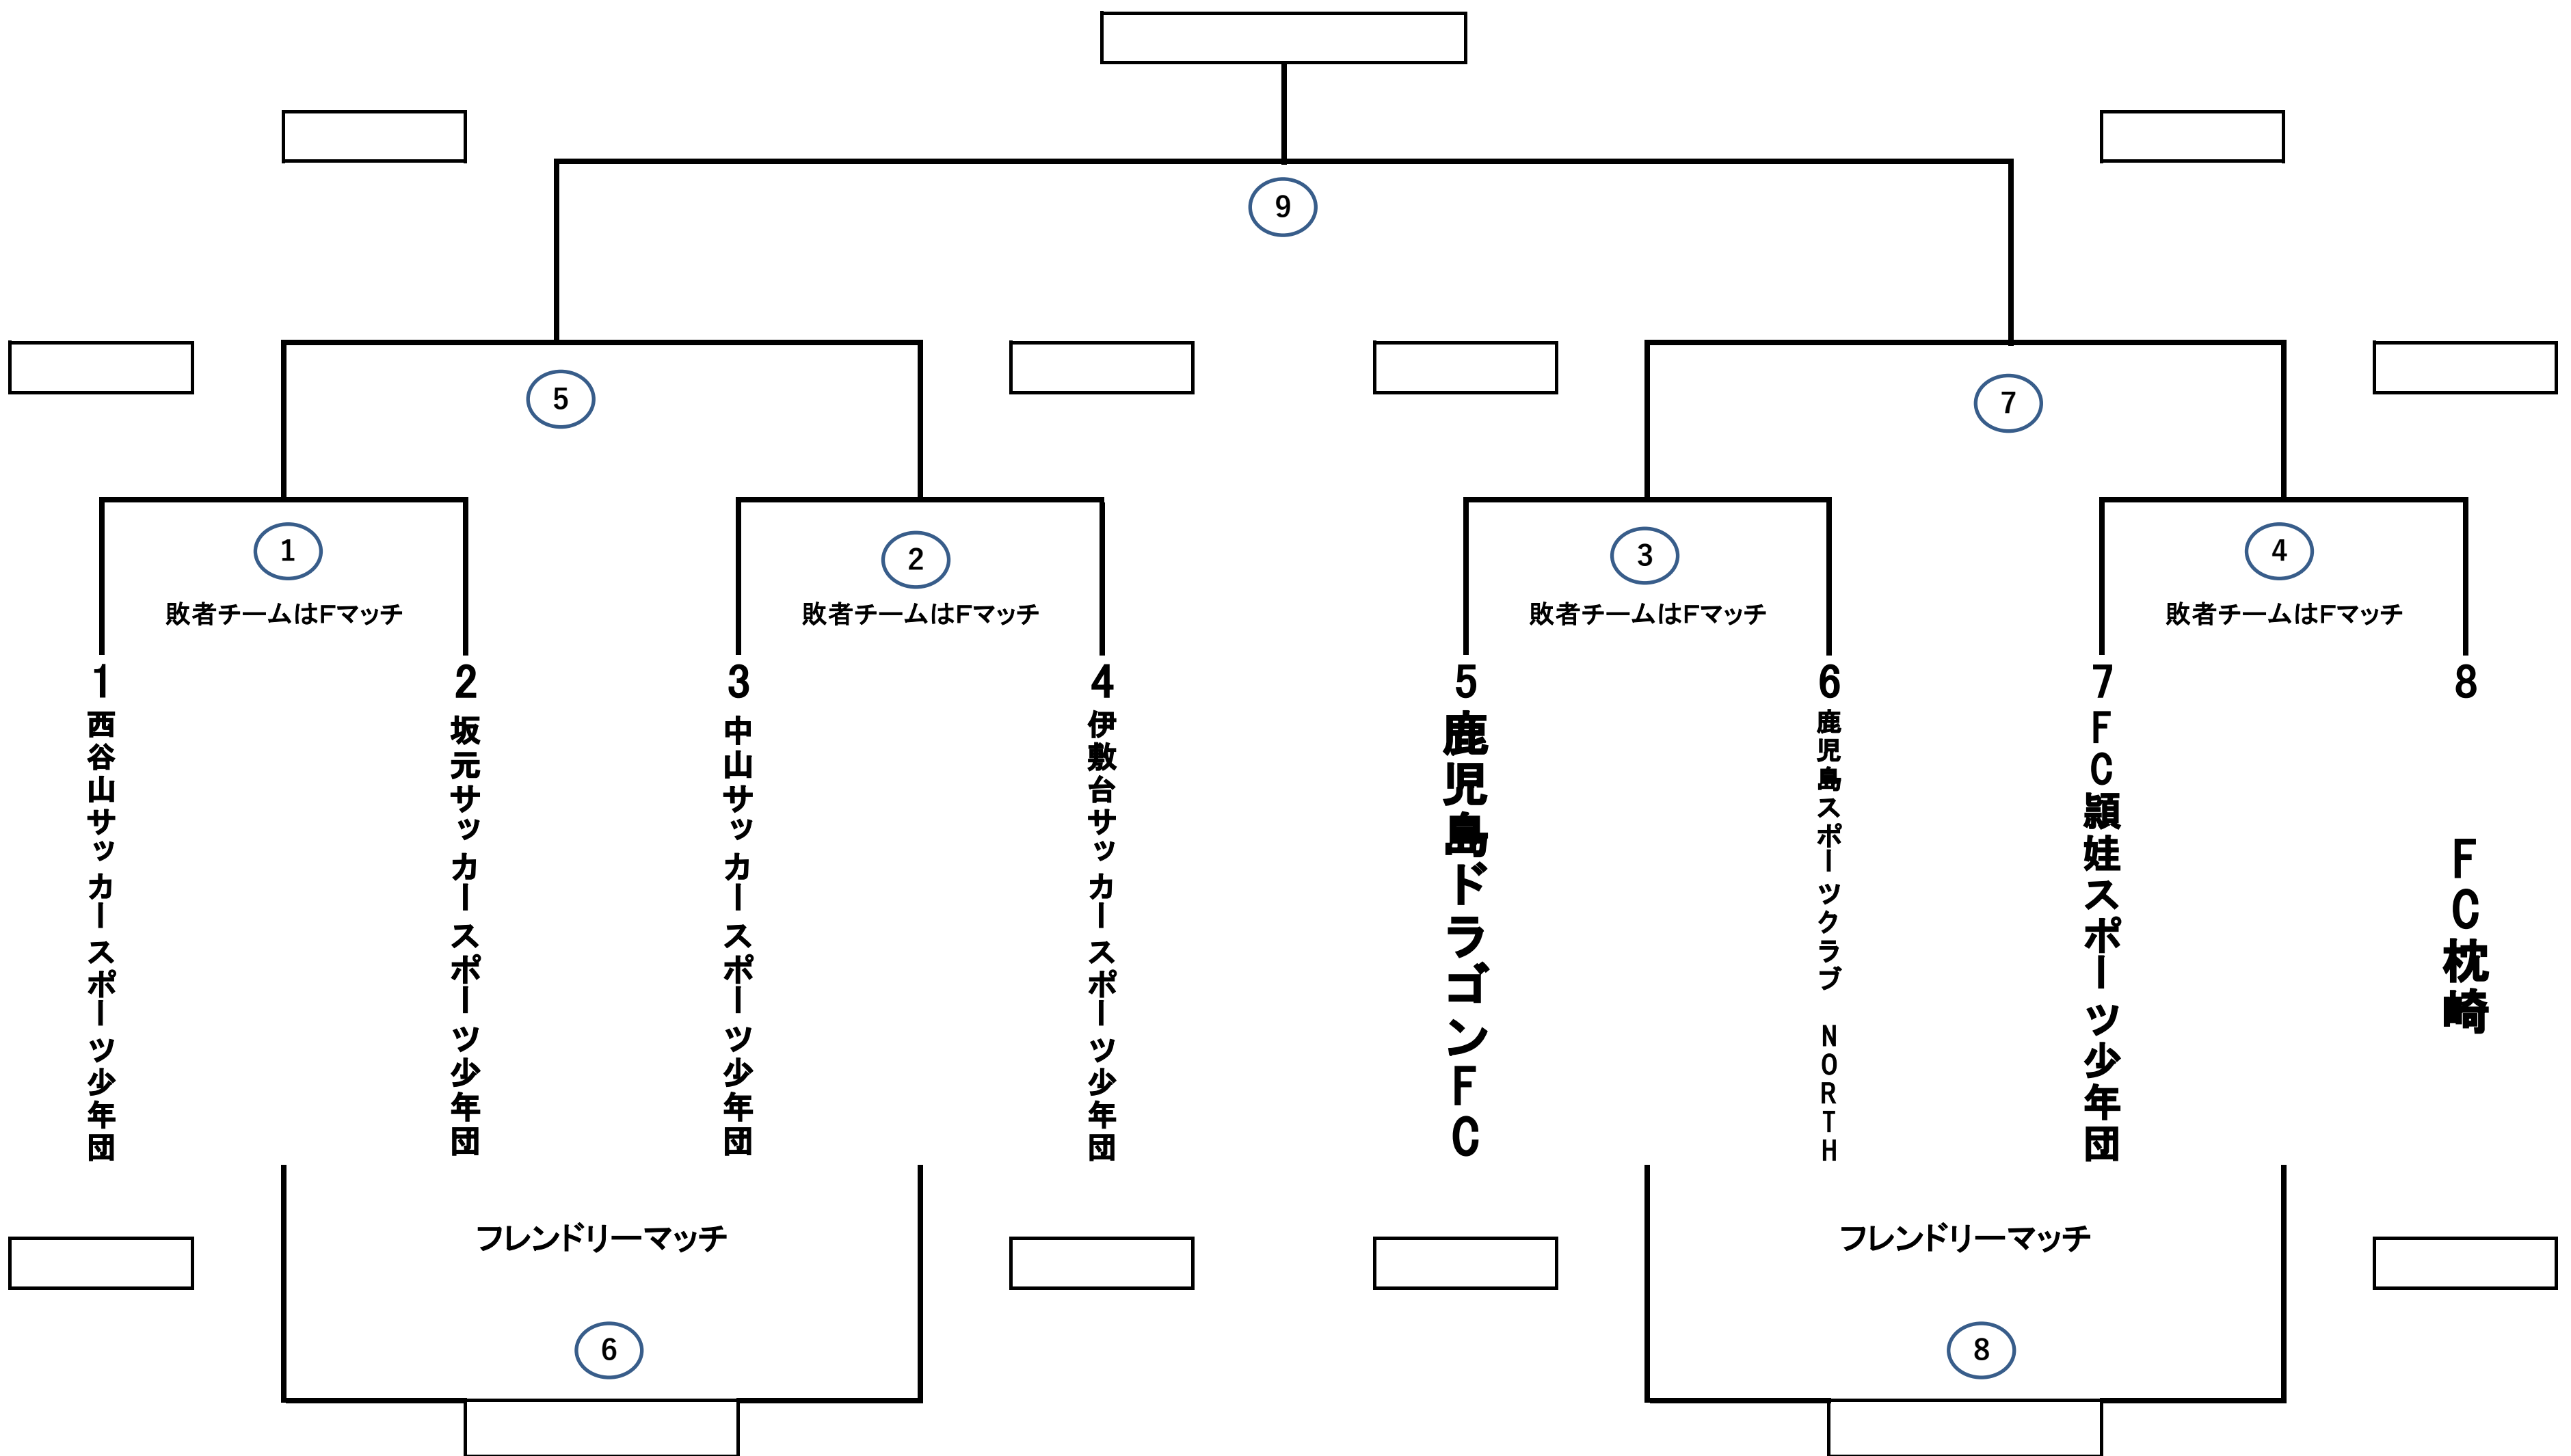 9
5
7
1
2
3
4
敗者チームはFマッチ
敗者チームはFマッチ
敗者チームはFマッチ
敗者チームはFマッチ
1
西谷山サッカースポーツ少年団
2
坂元サッカースポーツ少年団
3
中山サッカースポーツ少年団
4
伊敷台サッカースポーツ少年団
5
鹿児島ドラゴンFC
6
鹿児島スポーツクラブ　NORTH
7
FC頴娃スポーツ少年団
8
FC枕崎
フレンドリーマッチ
フレンドリーマッチ
6
8